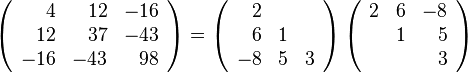 ( 4 12 −16 ) ( 2 ) ( 2 6 −8 )
( 12 37 −43 ) = ( 6 1 ) ( 1 5 )
( −16 −43 98 ) ( −8 5 3 ) ( 3 )